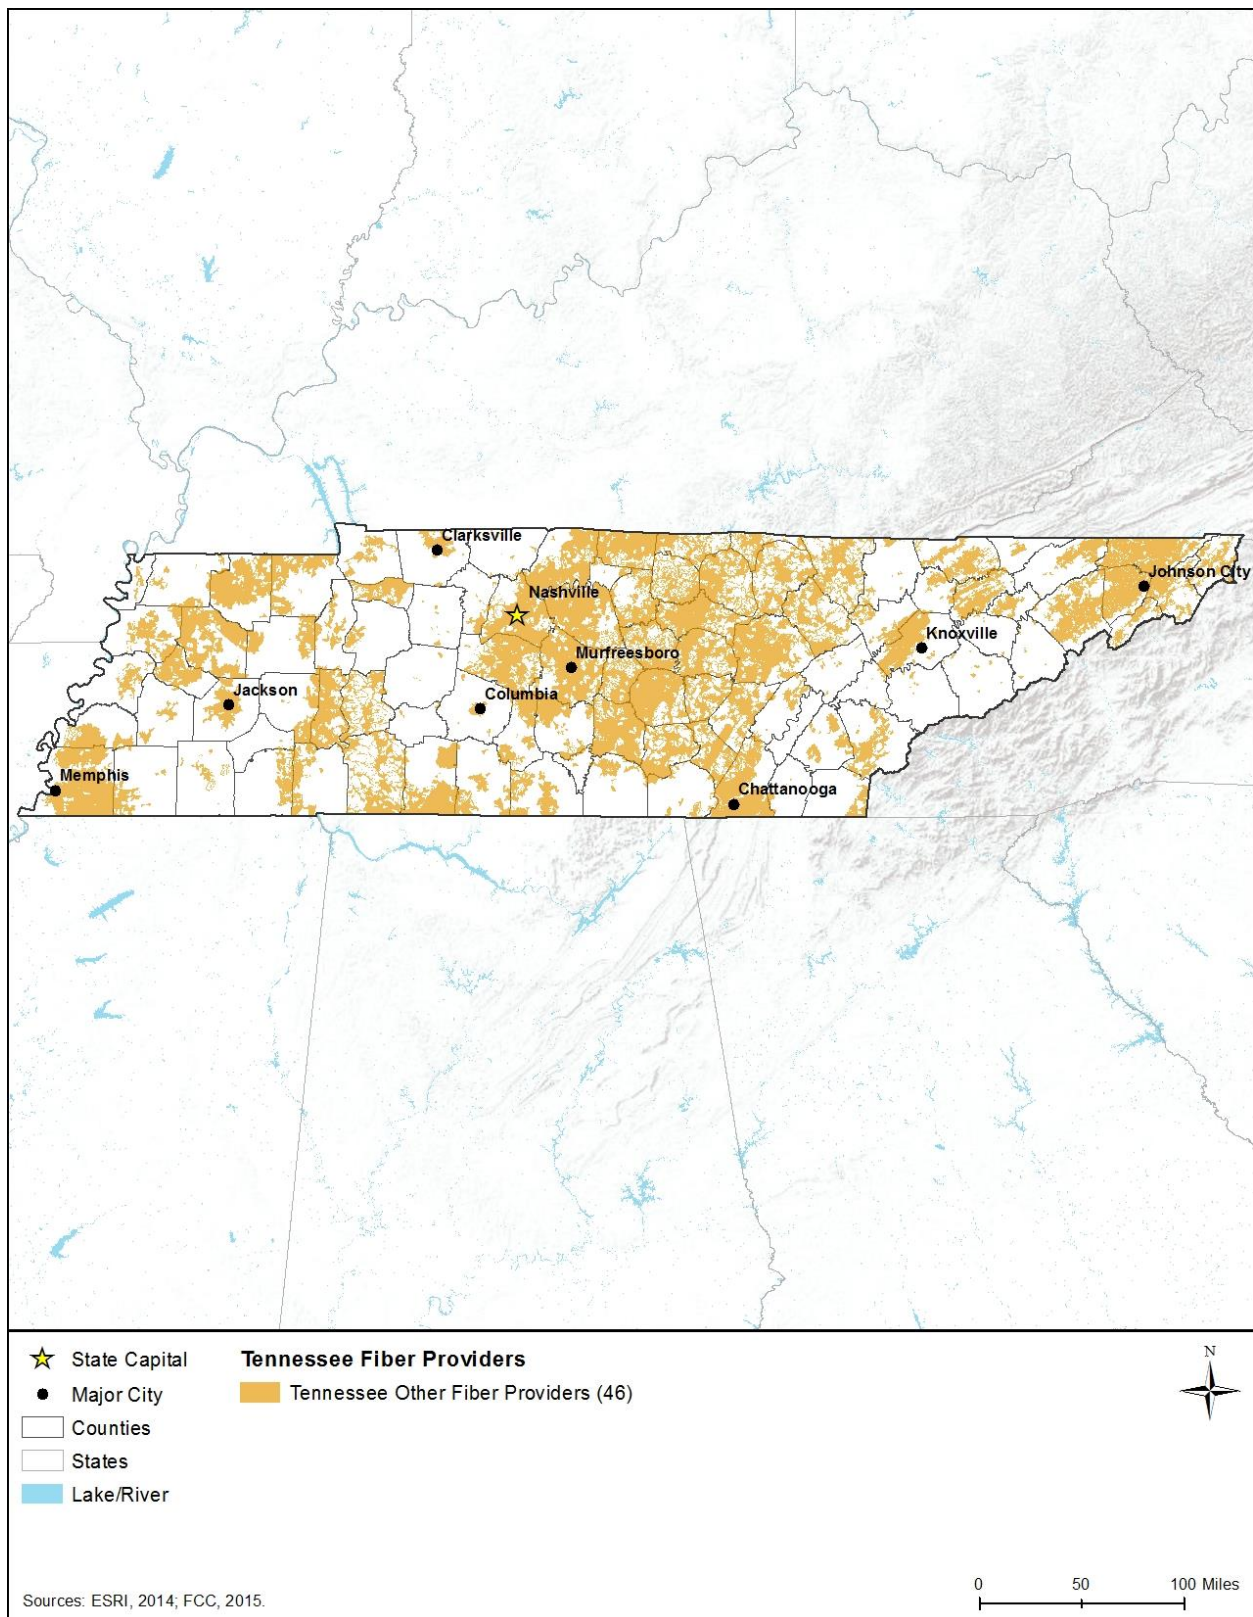 Clarksville
Nashville
Johnson City
Knoxville
Murfreesboro
Jackson
Columbia
Memphis
Chattanooga
State Capital
Major City
Counties
States
Lake/River
Tennessee Fiber Providers
Tennessee Other Fiber Providers (46)
N
0 50 100 Miles
Sources: ESRI, 2014; FCC, 2015.